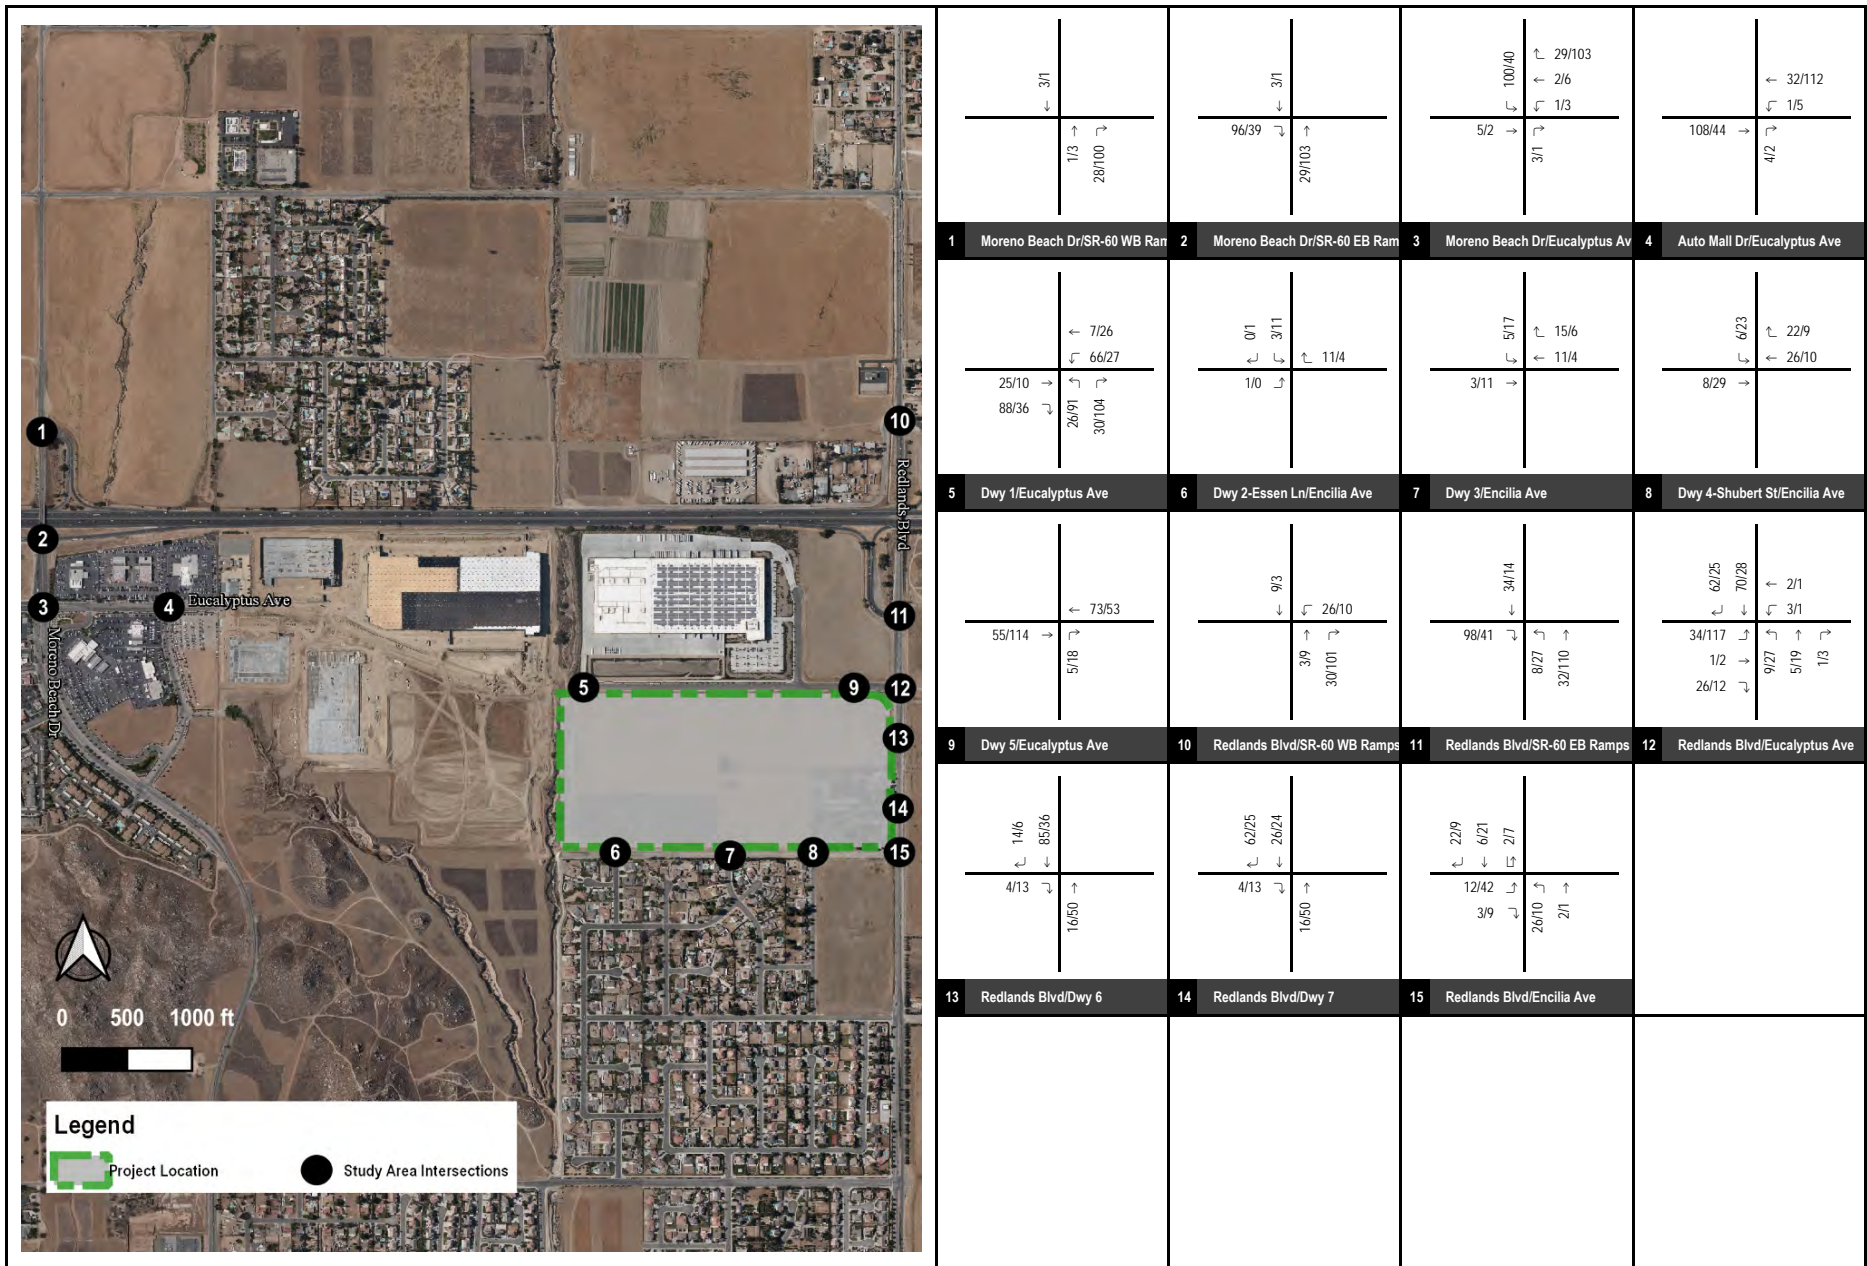 1
2
3
4
5
6
7
8
9
10
11
12
13
14
15
Redlands Blvd
Eucalyptus Ave
Moreno Beach Dr
0 500 1000 ft
Legend
Project Location
Study Area Intersections
3/1
↓
↑ ↱
1/3
28/100
1 Moreno Beach Dr/SR-60 WB Ram
3/1
↓
96/39 ↴ ↑
29/103
2 Moreno Beach Dr/SR-60 EB Ram
100/40
29/103
← 2/6
1/3
5/2 → ↱
3/1
3 Moreno Beach Dr/Eucalyptus Av
← 32/112
1/5
108/44 → ↱
4/2
4 Auto Mall Dr/Eucalyptus Ave
← 7/26
66/27
25/10 → ↰ ↱
88/36
26/91
30/104
5 Dwy 1/Eucalyptus Ave
0/1
3/11
11/4
1/0
6 Dwy 2-Essen Ln/Encilia Ave
5/17
15/6
← 11/4
3/11 →
7 Dwy 3/Encilia Ave
6/23
22/9
← 26/10
8/29 →
8 Dwy 4-Shubert St/Encilia Ave
← 73/53
55/114 → ↱
5/18
9 Dwy 5/Eucalyptus Ave
9/3
↓ 26/10
↑ ↱
3/9
30/101
10 Redlands Blvd/SR-60 WB Ramps
34/14
↓
98/41 ↴ ↰ ↑
8/27
32/110
11 Redlands Blvd/SR-60 EB Ramps
62/25
70/28
← 2/1
3/1
34/117 ↰ ↑ ↱
1/2 →
26/12
9/27
5/19
1/3
12 Redlands Blvd/Eucalyptus Ave
14/6
85/36
↓
4/13 ↴ ↑
16/50
13 Redlands Blvd/Dwy 6
62/25
26/24
↓
4/13 ↴ ↑
16/50
14 Redlands Blvd/Dwy 7
22/9
6/21
2/7
↓
12/42 ↰ ↑
3/9
26/10
2/1
15 Redlands Blvd/Encilia Ave